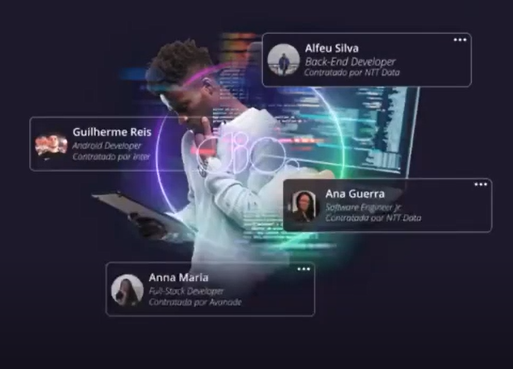 Alfeu Silva
Back-End Developer
Contratado por NTT Data
Guilherme Reis
Android Developer
Contratado por Inter
Ana Guerra
Software Engineer Jr.
Contratada por NTT Data
Anna Maria
Full-Stack Developer
Contratada por Avanade